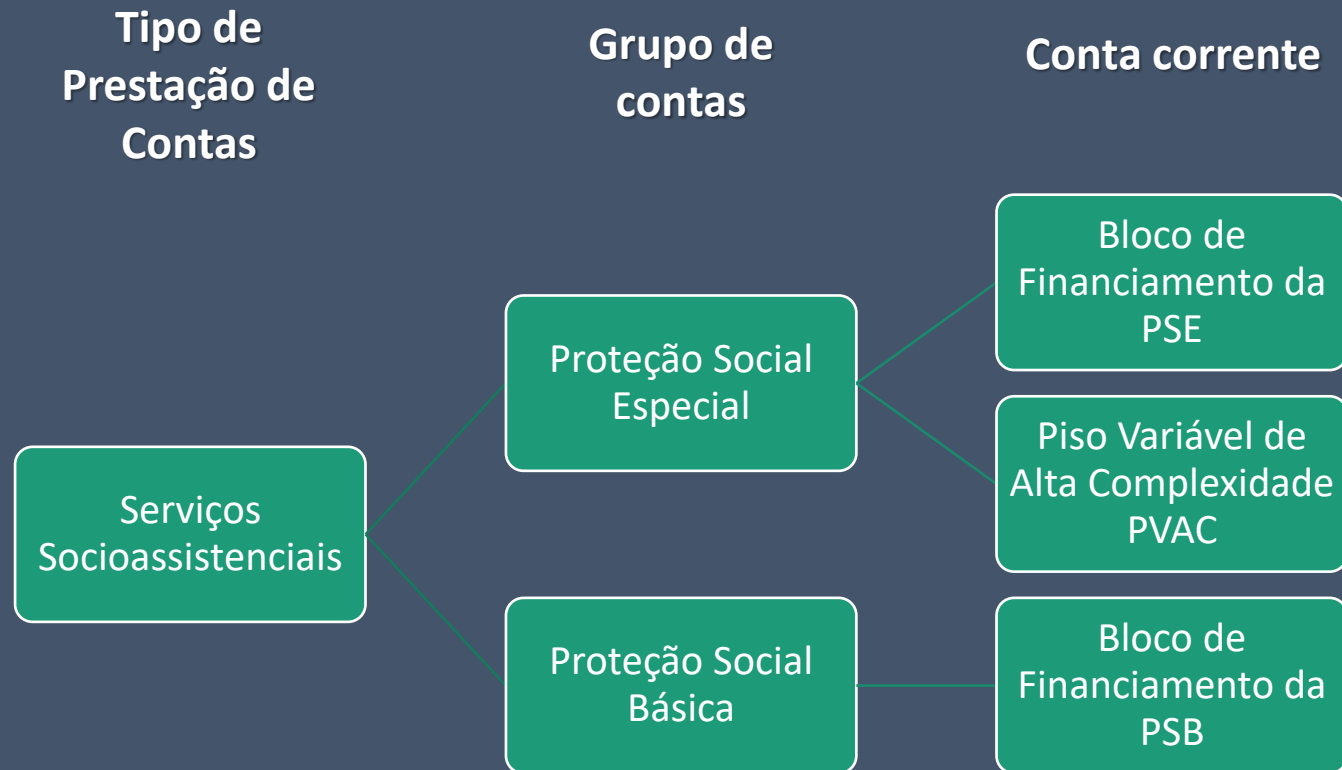 Tipo de
Prestação de
Contas
Grupo de
contas
Conta corrente
Serviços
Socioassistenciais
Proteção Social
Especial
Proteção Social
Básica
Bloco de
Financiamento da
PSE
Piso Variável de
Alta Complexidade
PVAC
Bloco de
Financiamento da
PSB